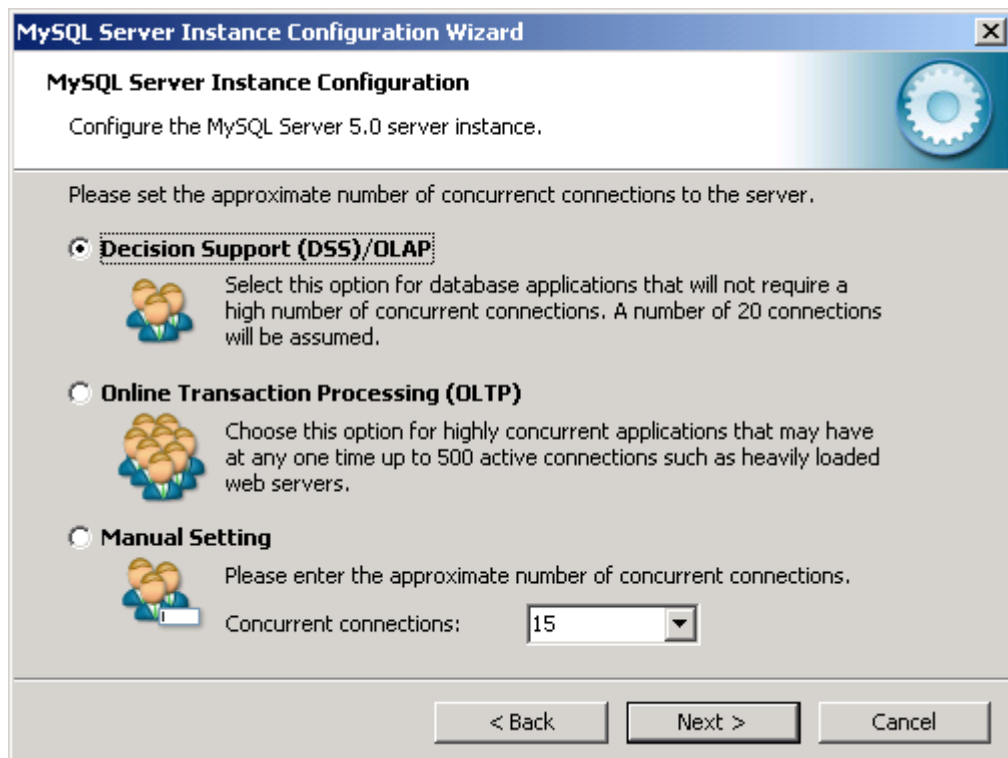 MySQL Server Instance Configuration Wizard
MySQL Server Instance Configuration
Configure the MySQL Server 5.0 server instance.
Please set the approximate number of concurrenct connections to the server.
Decision Support (DSS)/OLAP
Select this option for database applications that will not require a
high number of concurrent connections. A number of 20 connections
will be assumed.
Online Transaction Processing (OLTP)
Choose this option for highly concurrent applications that may have
at any one time up to 500 active connections such as heavily loaded
web servers.
Manual Setting
Please enter the approximate number of concurrent connections.
Concurrent connections: 15
< Back Next > Cancel